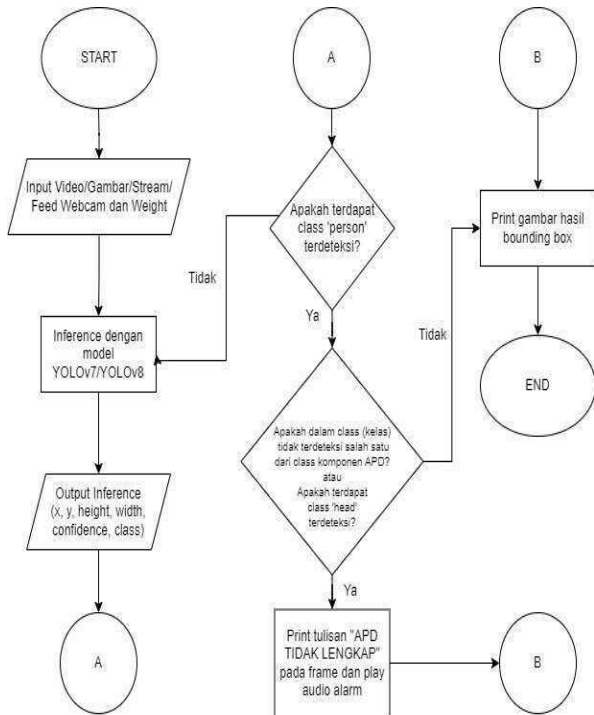 START
Input Video/Gambar/Stream/
Feed Webcam dan Weight
Inference dengan
model
YOLOv7/YOLOv8
Output Inference
(x, y, height, width,
confidence, class)
A
A
Apakah terdapat
class 'person'
terdeteksi?
Tidak
Ya
Apakah dalam class (kelas)
tidak terdeteksi salah satu
dari class komponen APD?
atau
Apakah terdapat
class 'head'
terdeteksi?
Tidak
Ya
Print tulisan "APD
TIDAK LENGKAP"
pada frame dan play
audio alarm
B
B
Print gambar hasil
bounding box
END